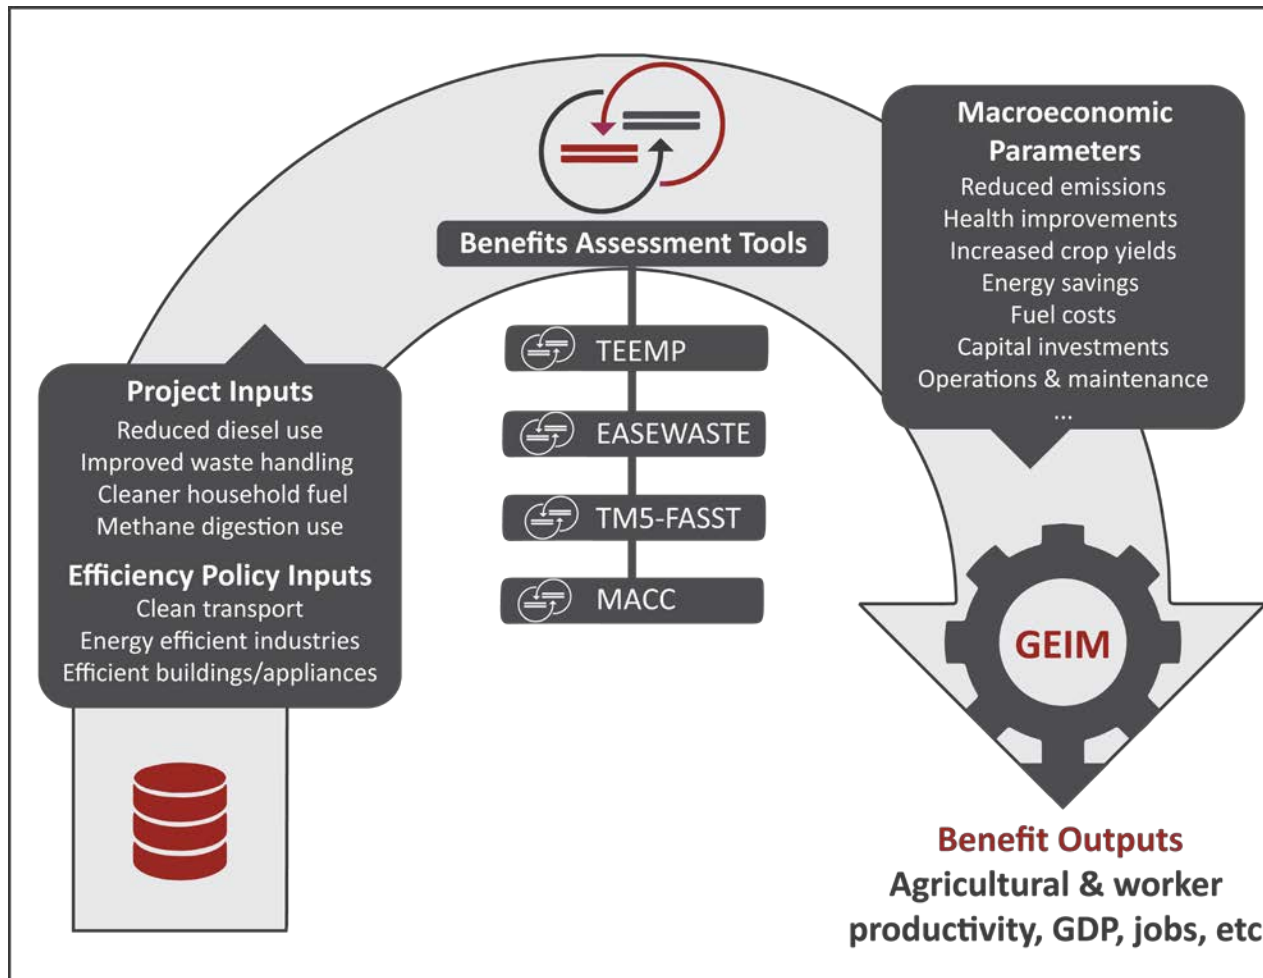 Project Inputs
Reduced diesel use
Improved waste handling
Cleaner household fuel
Methane digestion use
Efficiency Policy Inputs
Clean transport
Energy efficient industries
Efficient buildings/appliances
Benefits Assessment Tools
TEEMP
EASEWASTE
TM5-FASST
MACC
Macroeconomic
Parameters
Reduced emissions
Health improvements
Increased crop yields
Energy savings
Fuel costs
Capital investments
Operations & maintenance
...
GEIM
Benefit Outputs
Agricultural & worker
productivity, GDP, jobs, etc